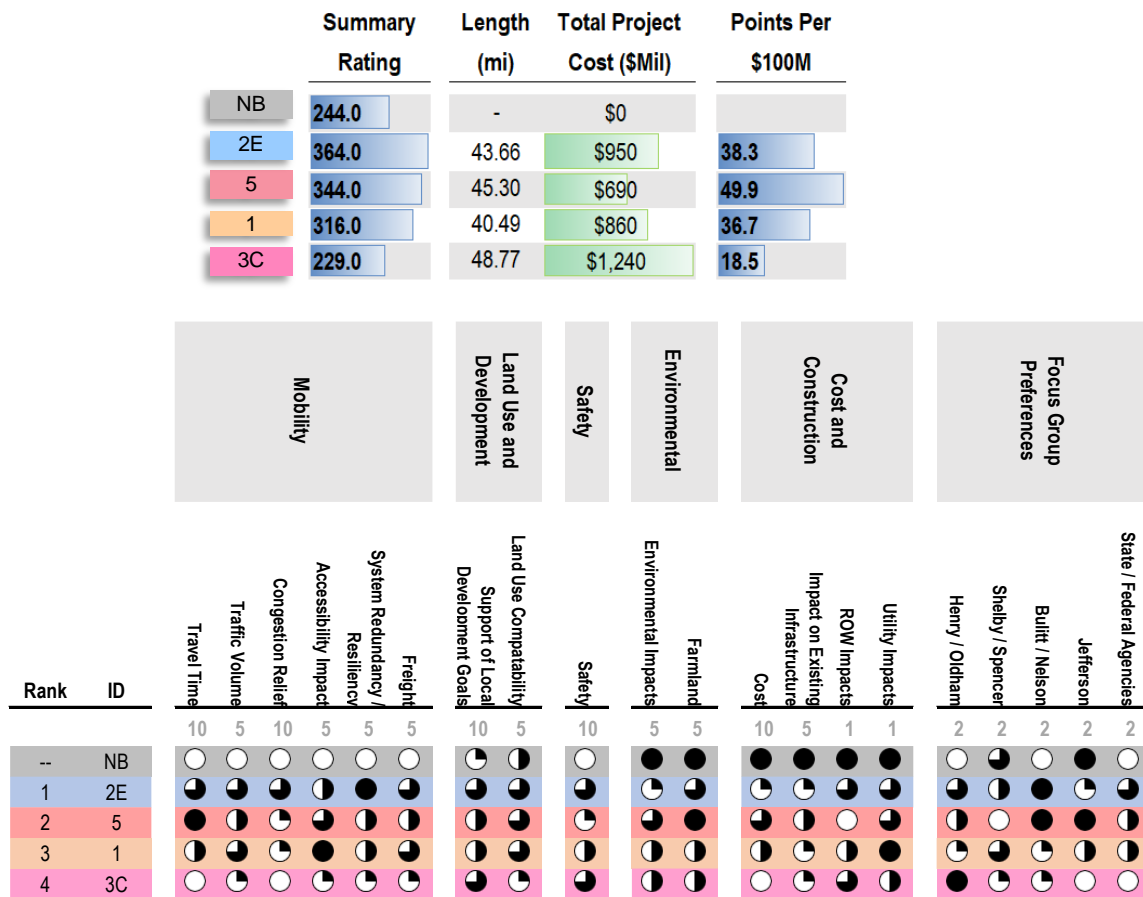 Summary Rating Length (mi) Total Project Cost ($Mil) Points Per $100M
NB 244.0 - $0
2E 364.0 43.66 $950 38.3
5 344.0 45.30 $690 49.9
1 316.0 40.49 $860 36.7
3C 229.0 48.77 $1,240 18.5
Mobility
Land Use and Development
Safety
Environmental
Cost and Construction
Focus Group Preferences
Rank ID
Travel Time
Traffic Volume
Congestion Relief
Accessibility Impact
System Redundancy / Resiliency
Freight
Support of Local Development Goals
Land Use Compatability
Safety
Environmental Impacts
Farmland
Cost
Impact on Existing Infrastructure
ROW Impacts
Utility Impacts
Henry / Oldham
Shelby / Spencer
Bulitt / Nelson
Jefferson
State / Federal Agencies
10 5 10 5 5 5 10 5 10 5 5 10 5 1 1 2 2 2 2 2
-- NB
1 2E
2 5
3 1
4 3C